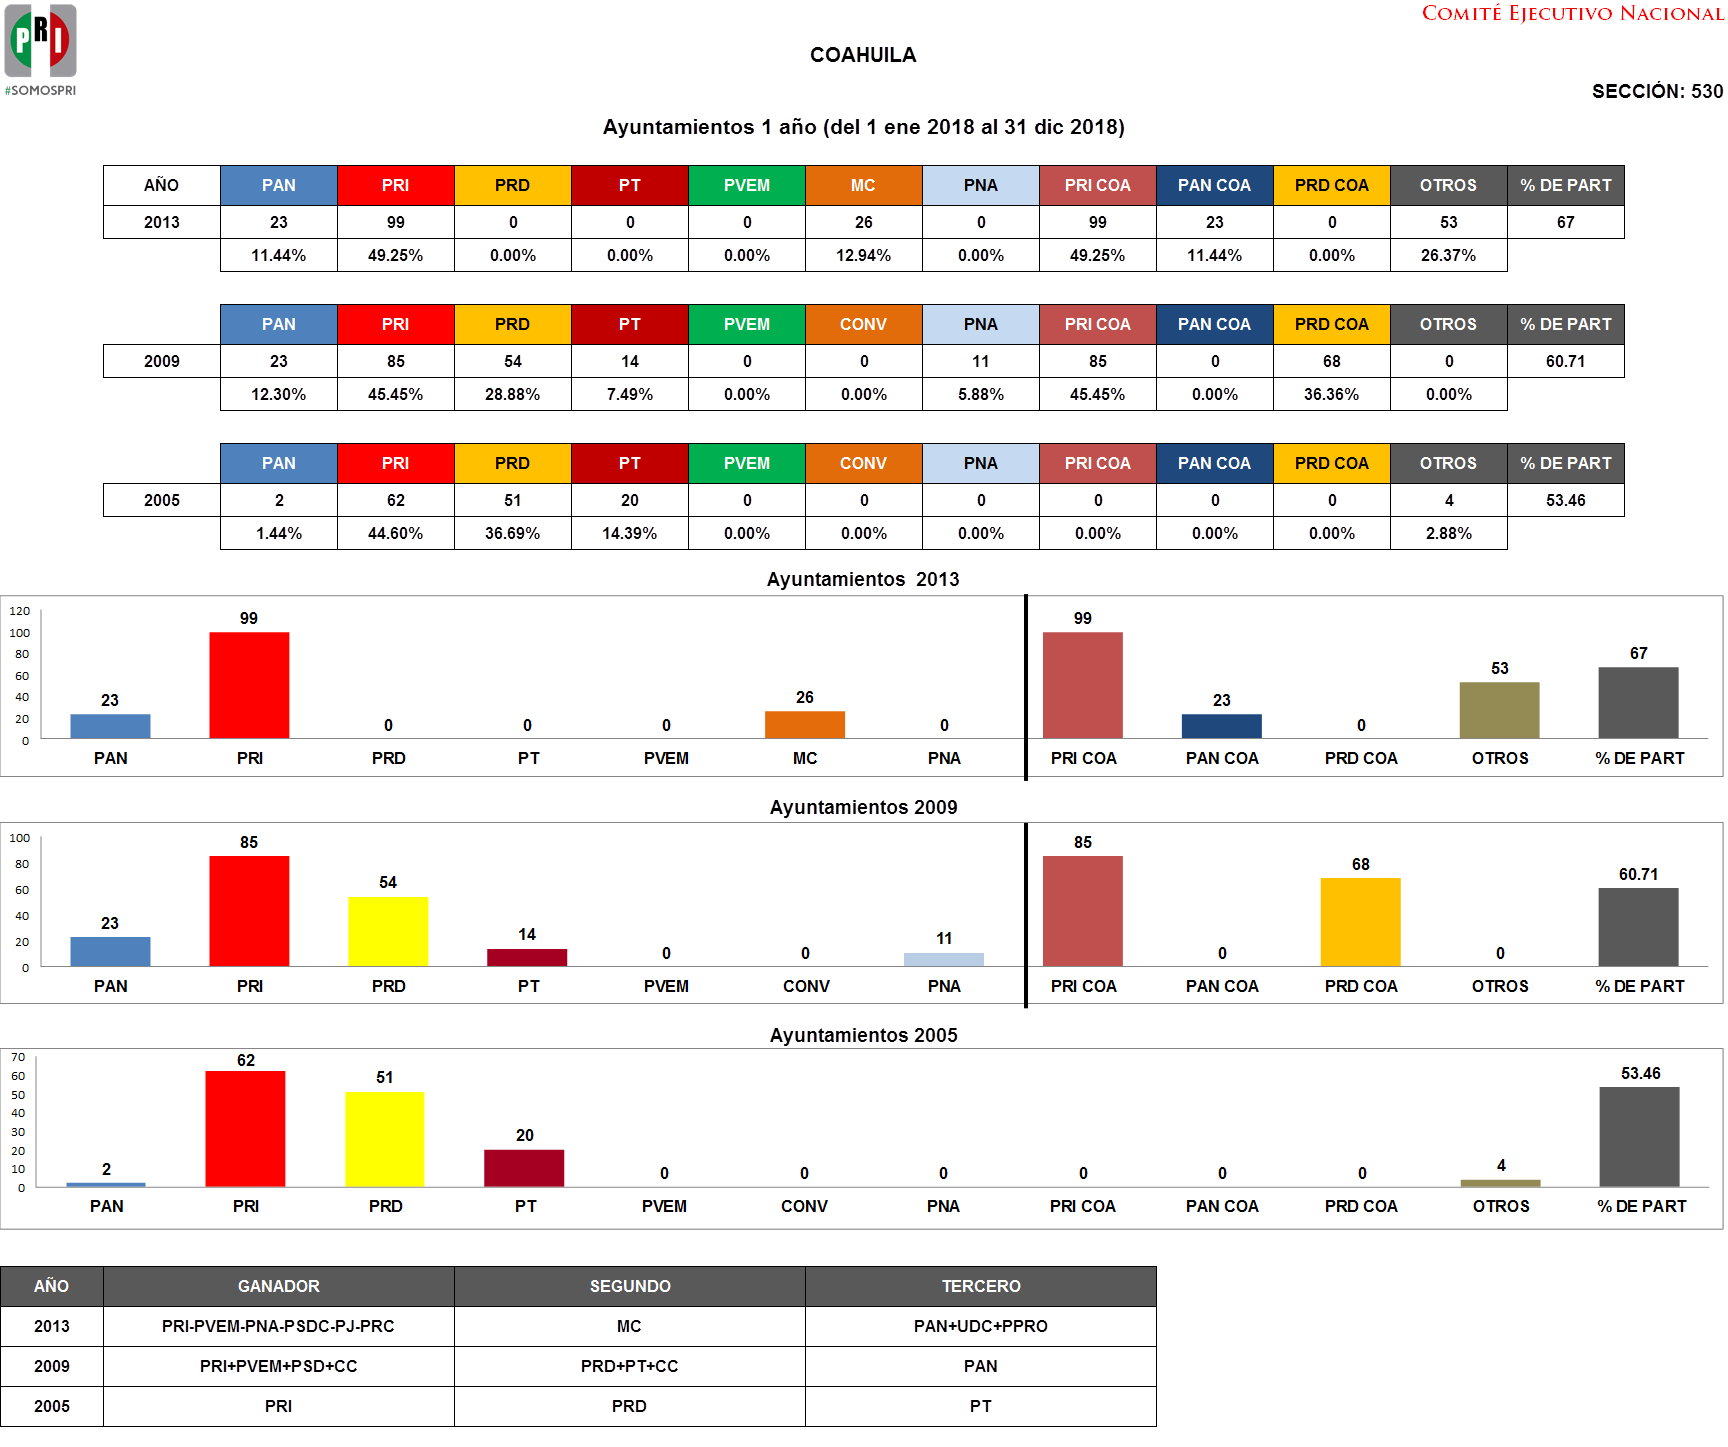 PRI
#SOMOSPRI
COMITÉ EJECUTIVO NACIONAL
COAHUILA
SECCIÓN: 530
Ayuntamientos 1 año (del 1 ene 2018 al 31 dic 2018)
AÑO PAN PRI PRD PT PVEM MC PNA PRI COA PAN COA PRD COA OTROS % DE PART
2013 23 99 0 0 0 26 0 99 23 0 53 67
11.44% 49.25% 0.00% 0.00% 0.00% 12.94% 0.00% 49.25% 11.44% 0.00% 26.37%
PAN PRI PRD PT PVEM CONV PNA PRI COA PAN COA PRD COA OTROS % DE PART
2009 23 85 54 14 0 0 11 85 0 68 0 60.71
12.30% 45.45% 28.88% 7.49% 0.00% 0.00% 5.88% 45.45% 0.00% 36.36% 0.00%
PAN PRI PRD PT PVEM CONV PNA PRI COA PAN COA PRD COA OTROS % DE PART
2005 2 62 51 20 0 0 0 0 0 0 4 53.46
1.44% 44.60% 36.69% 14.39% 0.00% 0.00% 0.00% 0.00% 0.00% 0.00% 2.88%
Ayuntamientos 2013
120
100
80
60
40
20
0
23 99 0 0 0 26 0 99 23 0 53 67
PAN PRI PRD PT PVEM MC PNA PRI COA PAN COA PRD COA OTROS % DE PART
Ayuntamientos 2009
100
80
60
40
20
0
23 85 54 14 0 0 11 85 0 68 0 60.71
PAN PRI PRD PT PVEM CONV PNA PRI COA PAN COA PRD COA OTROS % DE PART
Ayuntamientos 2005
70
60
50
40
30
20
10
0
2 62 51 20 0 0 0 0 0 0 4 53.46
PAN PRI PRD PT PVEM CONV PNA PRI COA PAN COA PRD COA OTROS % DE PART
AÑO GANADOR SEGUNDO TERCERO
2013 PRI-PVEM-PNA-PSDC-PJ-PRC MC PAN+UDC+PPRO
2009 PRI+PVEM+PSD+CC PRD+PT+CC PAN
2005 PRI PRD PT